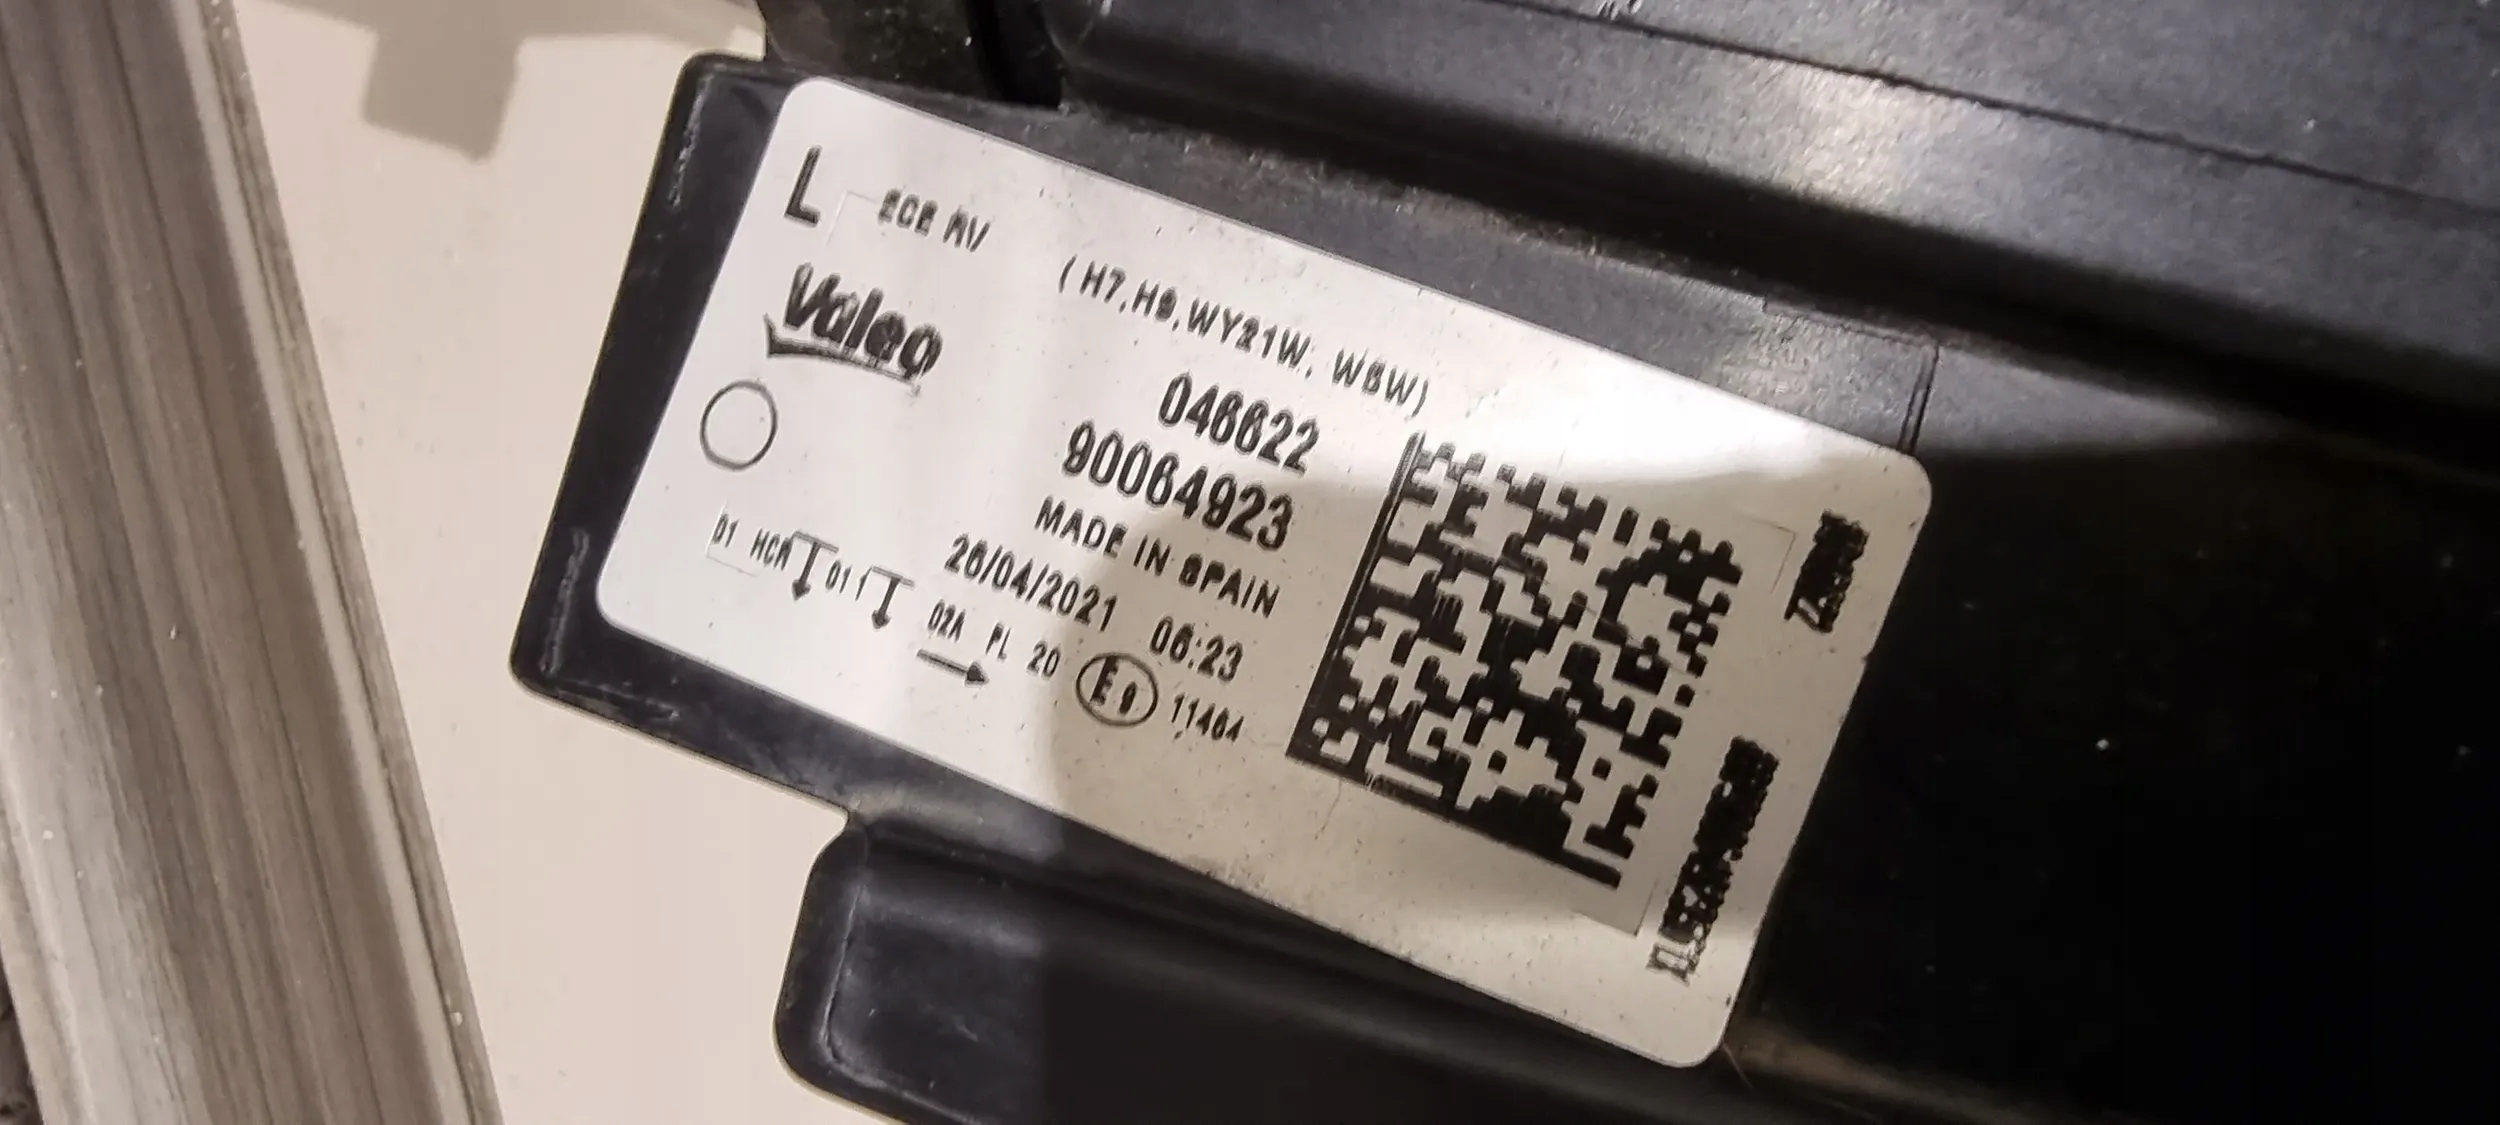 L ECE RV
(H7,H9,WY21W, W5W)
Valeo
046622
90064923
MADE IN SPAIN
26/04/2021 06:23
01 HCR 01 02A PL 20 E9 11464